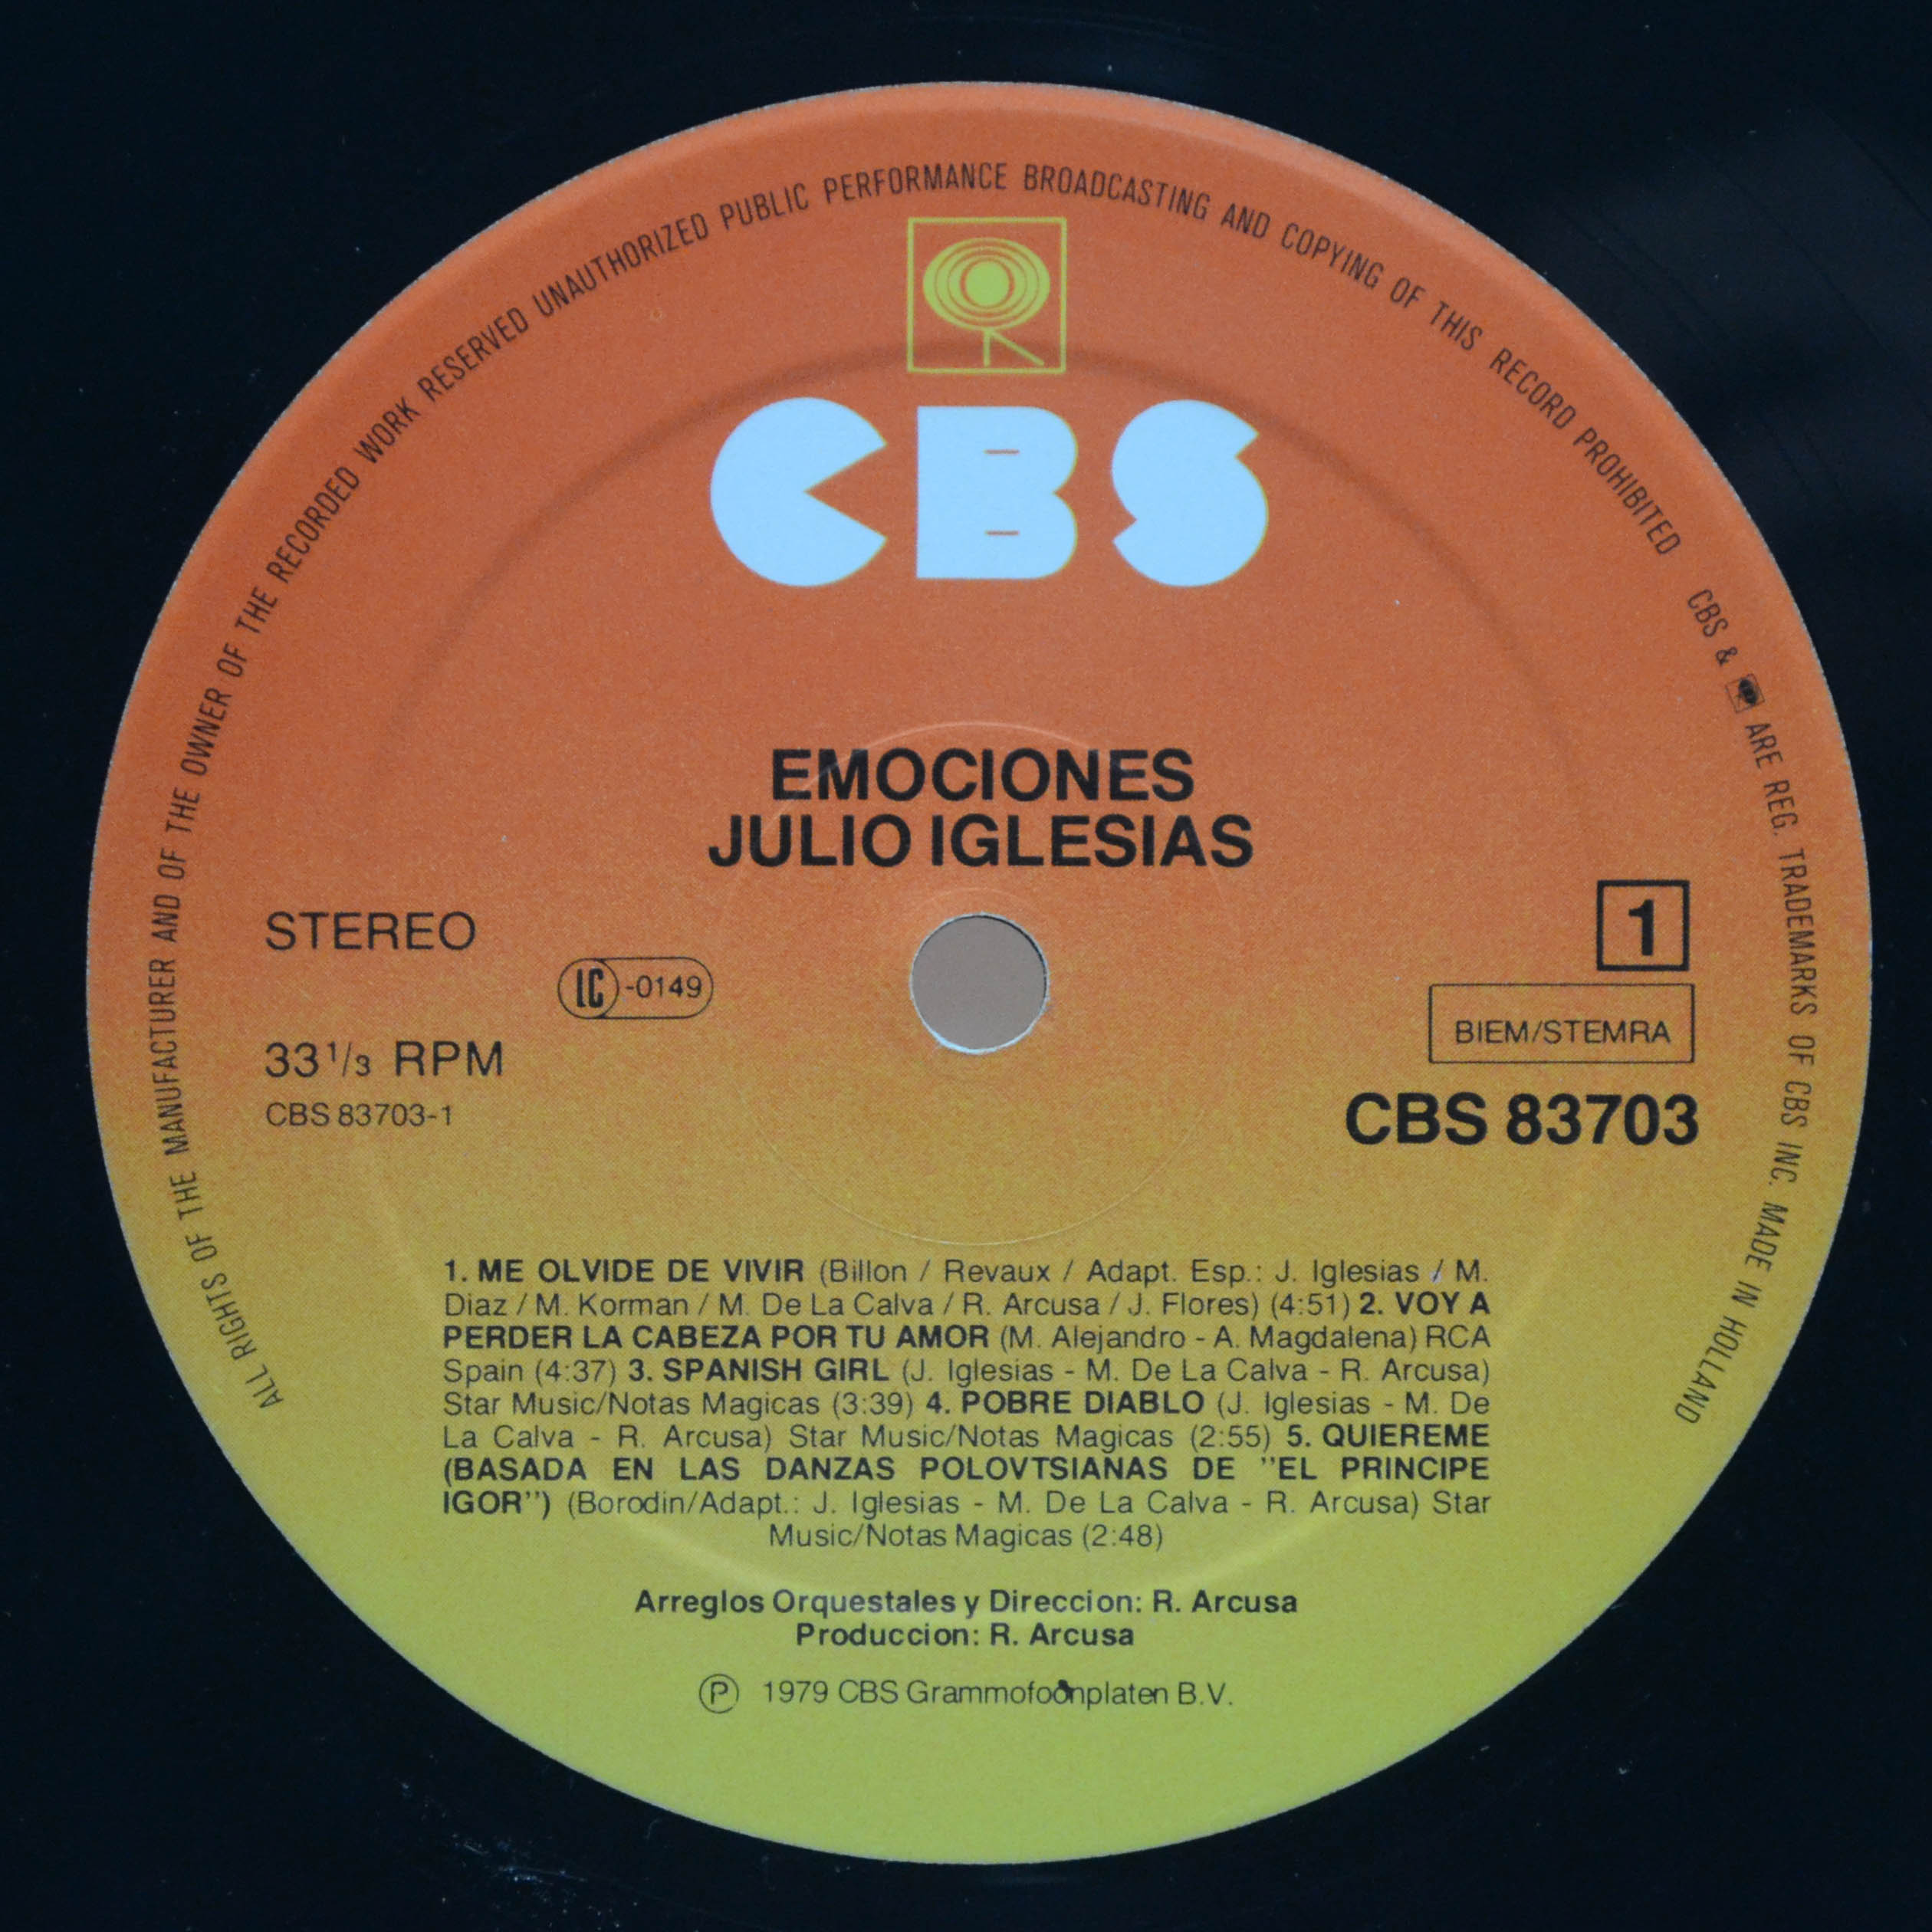 ALL RIGHTS OF THE MANUFACTURER AND OF THE OWNER OF THE RECORDED WORK RESERVED UNAUTHORIZED PUBLIC PERFORMANCE BROADCASTING AND COPYING OF THIS RECORD PROHIBITED CBS & ARE REG. TRADEMARKS OF CBS INC. MADE IN HOLLAND
CBS
EMOCIONES
JULIO IGLESIAS
STEREO
LC-0149
33 1/3 RPM
CBS 83703-1
1
BIEM/STEMRA
CBS 83703
1. ME OLVIDE DE VIVIR (Billon / Revaux / Adapt. Esp.: J. Iglesias / M.
Diaz / M. Korman / M. De La Calva / R. Arcusa / J. Flores) (4:51) 2. VOY A
PERDER LA CABEZA POR TU AMOR (M. Alejandro - A. Magdalena) RCA
Spain (4:37) 3. SPANISH GIRL (J. Iglesias - M. De La Calva - R. Arcusa)
Star Music/Notas Magicas (3:39) 4. POBRE DIABLO (J. Iglesias - M. De
La Calva - R. Arcusa) Star Music/Notas Magicas (2:55) 5. QUIEREME
(BASADA EN LAS DANZAS POLOVTSIANAS DE "EL PRINCIPE
IGOR") (Borodin/Adapt.: J. Iglesias - M. De La Calva - R. Arcusa) Star
Music/Notas Magicas (2:48)
Arreglos Orquestales y Direccion: R. Arcusa
Produccion: R. Arcusa
℗ 1979 CBS Grammofoonplaten B.V.